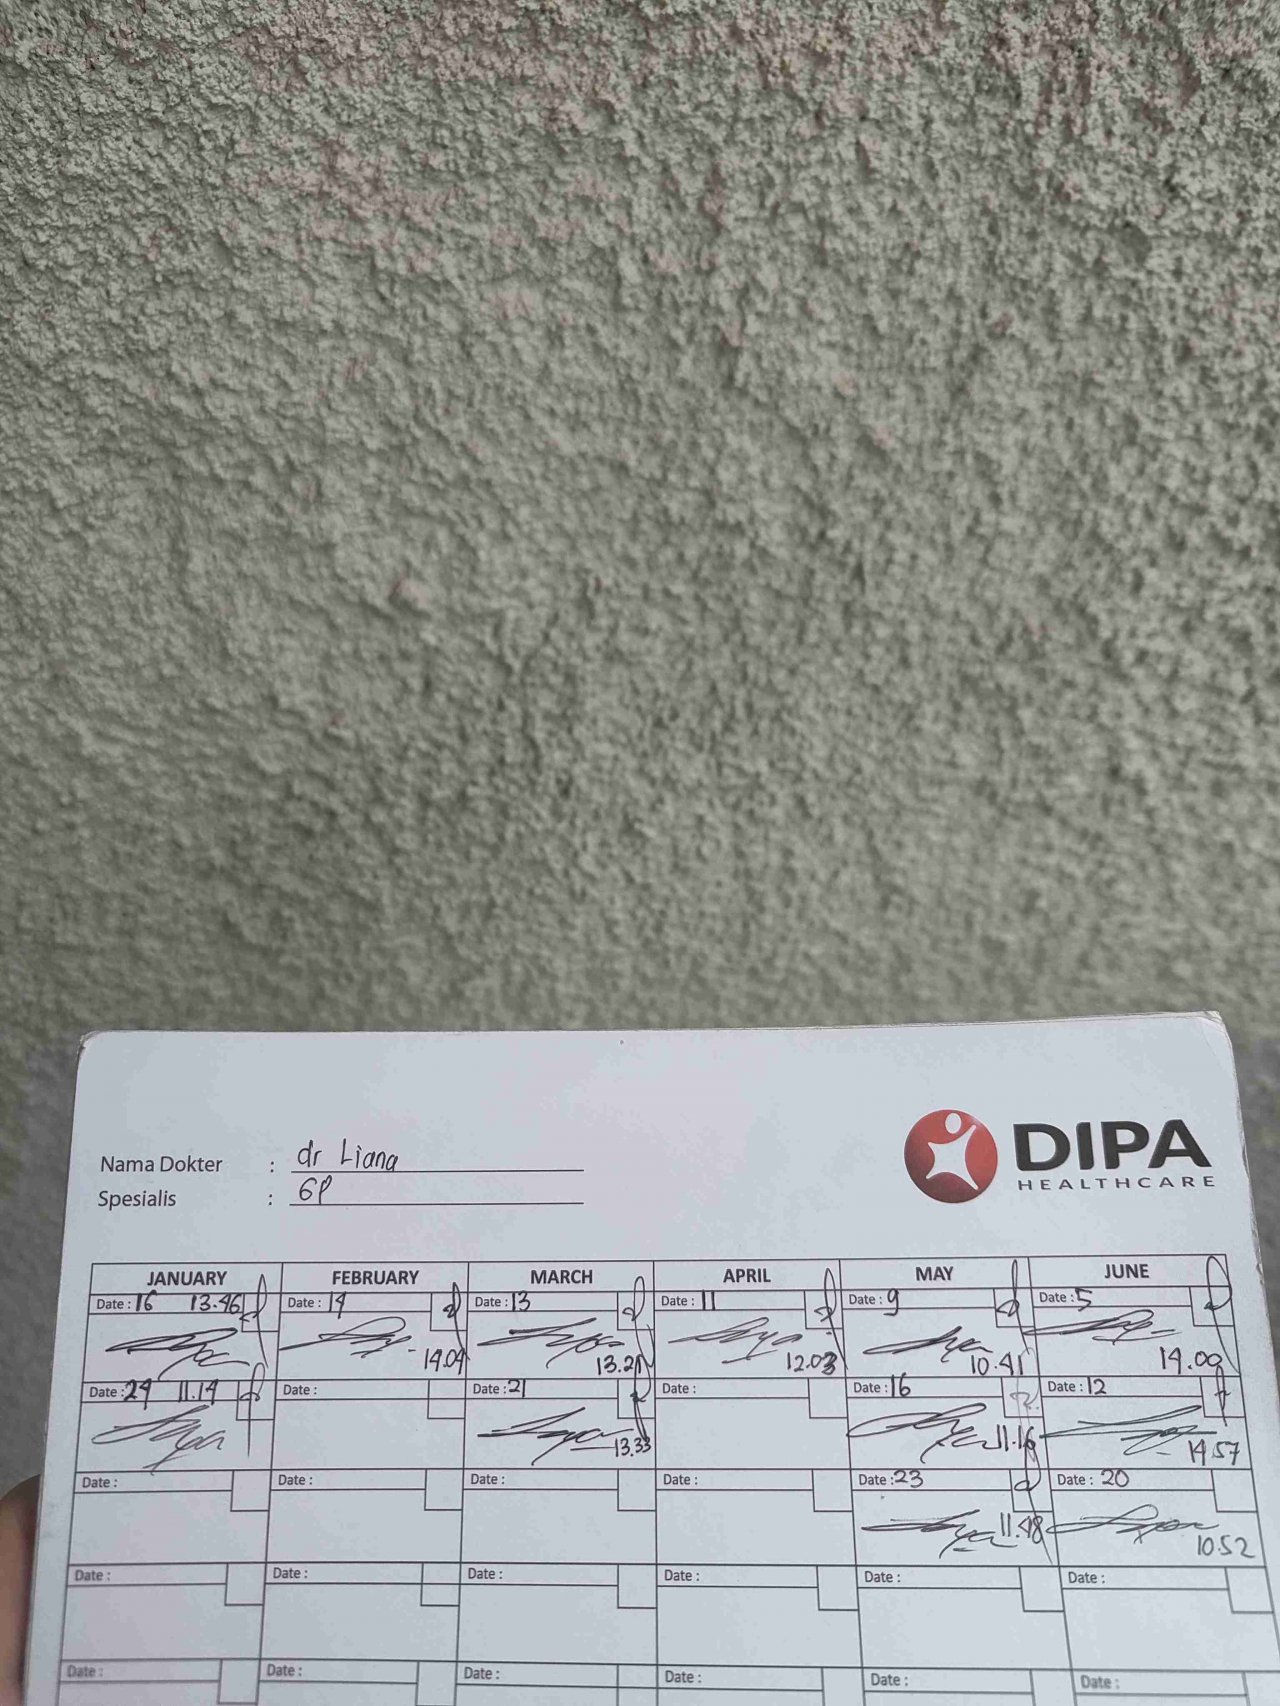 Nama Dokter : dr Liana
DIPA
HEALTHCARE
Spesialis : GP
JANUARY FEBRUARY MARCH APRIL MAY JUNE
Date : 16 13.46 Date : 14 Date : 13 Date : 11 Date : 9 Date : 5
14.04 13.21 12.03 10.41 14.00
Date : 24 11.14 Date : Date : 21 Date : Date : 16 Date : 12
13.33 11.16 14.57
Date : Date : Date : Date : Date : 23 Date : 20
11.48 10.52
Date : Date : Date : Date : Date : Date :
Date : Date : Date : Date : Date : Date :